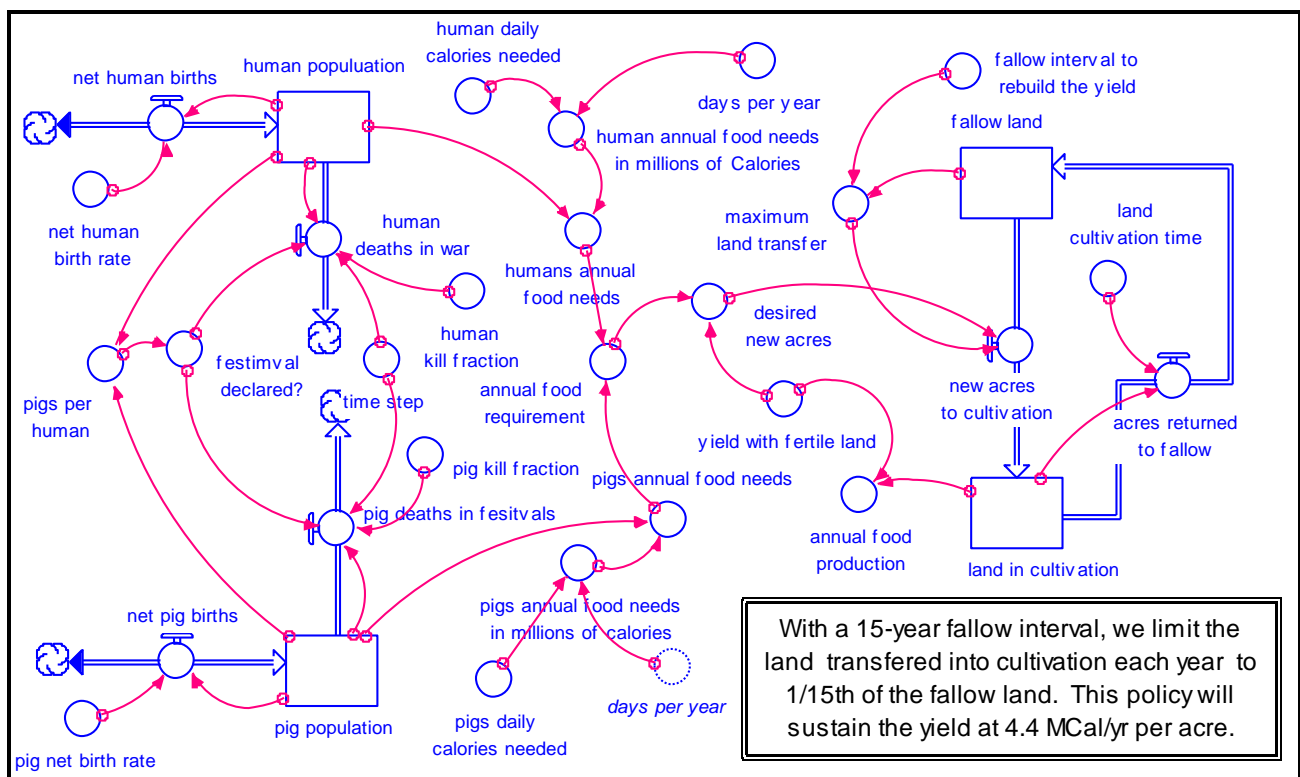 human daily
calories needed
net human births
human populuation
days per year
fallow interval to
rebuild the yield
fallow land
human annual food needs
in millions of Calories
net human
birth rate
human
deaths in war
maximum
land transfer
land
cultivation time
humans annual
food needs
desired
new acres
human
kill fraction
festimval
declared?
time step
annual food
requirement
new acres
to cultivation
acres returned
to fallow
pigs per
human
yield with fertile land
pig kill fraction
pigs annual food needs
pig deaths in fesitvals
annual food
production
land in cultivation
net pig births
pigs annual food needs
in millions of calories
pig population
pigs daily
calories needed
days per year
pig net birth rate
With a 15-year fallow interval, we limit the
land transfered into cultivation each year to
1/15th of the fallow land. This policy will
sustain the yield at 4.4 MCal/yr per acre.